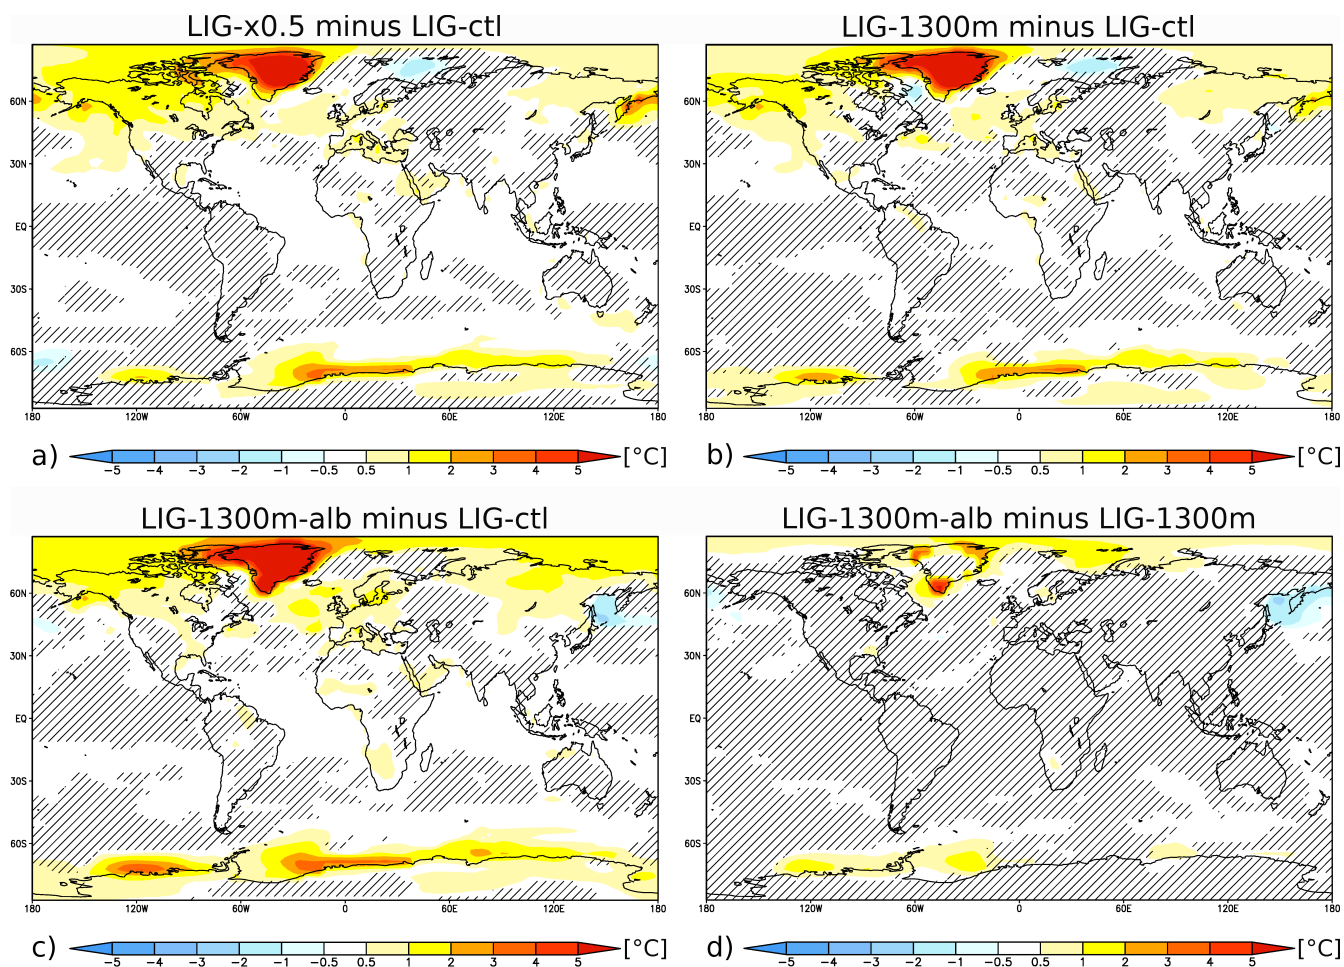 LIG-x0.5 minus LIG-ctl
60N
30N
EQ
30S
60S
180 120W 60W 0 60E 120E 180
a) -5 -4 -3 -2 -1 -0.5 0.5 1 2 3 4 5 [°C]
LIG-1300m minus LIG-ctl
60N
30N
EQ
30S
60S
180 120W 60W 0 60E 120E 180
b) -5 -4 -3 -2 -1 -0.5 0.5 1 2 3 4 5 [°C]
LIG-1300m-alb minus LIG-ctl
60N
30N
EQ
30S
60S
180 120W 60W 0 60E 120E 180
c) -5 -4 -3 -2 -1 -0.5 0.5 1 2 3 4 5 [°C]
LIG-1300m-alb minus LIG-1300m
60N
30N
EQ
30S
60S
180 120W 60W 0 60E 120E 180
d) -5 -4 -3 -2 -1 -0.5 0.5 1 2 3 4 5 [°C]